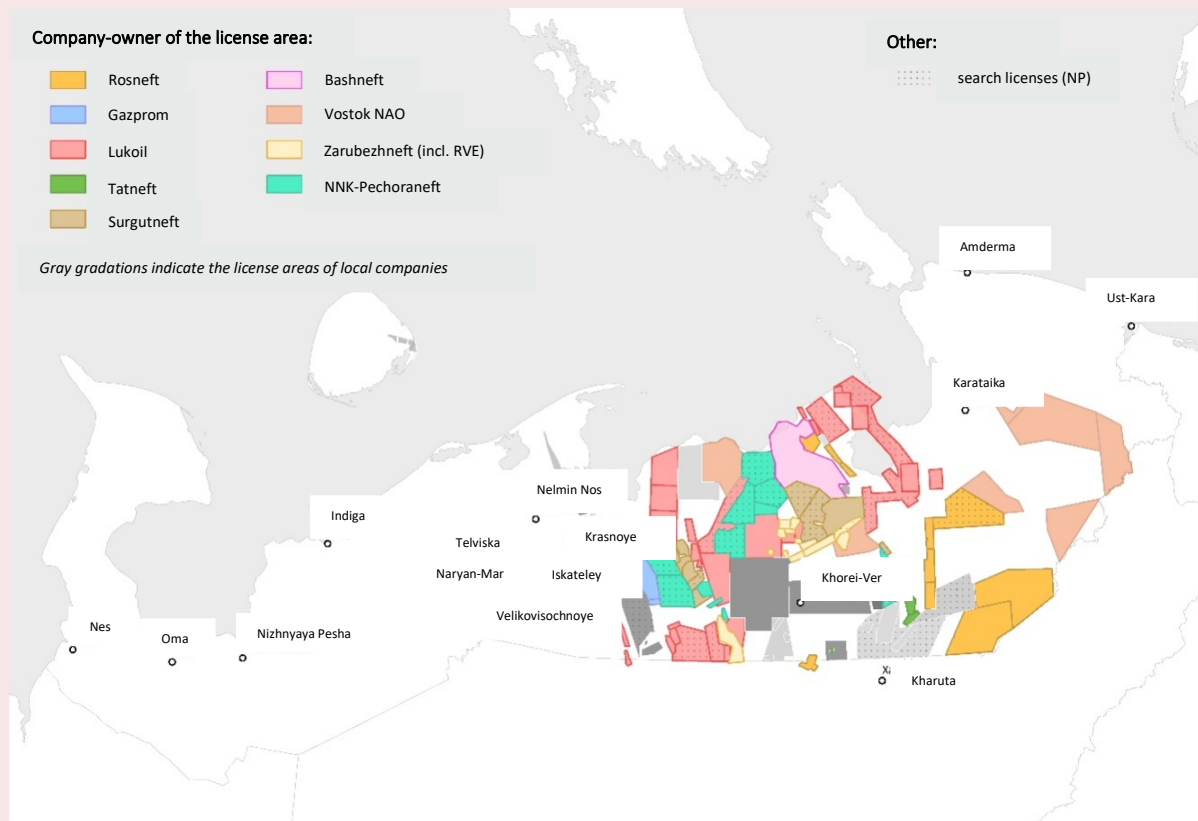 Company-owner of the license area:
Other:
Rosneft
Bashneft
search licenses (NP)
Gazprom
Vostok NAO
Lukoil
Zarubezhneft (incl. RVE)
Tatneft
NNK-Pechoraneft
Surgutneft
Gray gradations indicate the license areas of local companies
Amderma
Ust-Kara
Karataika
Nelmin Nos
Indiga
Krasnoye
Telviska
Naryan-Mar
Iskateley
Khorei-Ver
Velikovisochnoye
Nes
Oma
Nizhnyaya Pesha
Kharuta